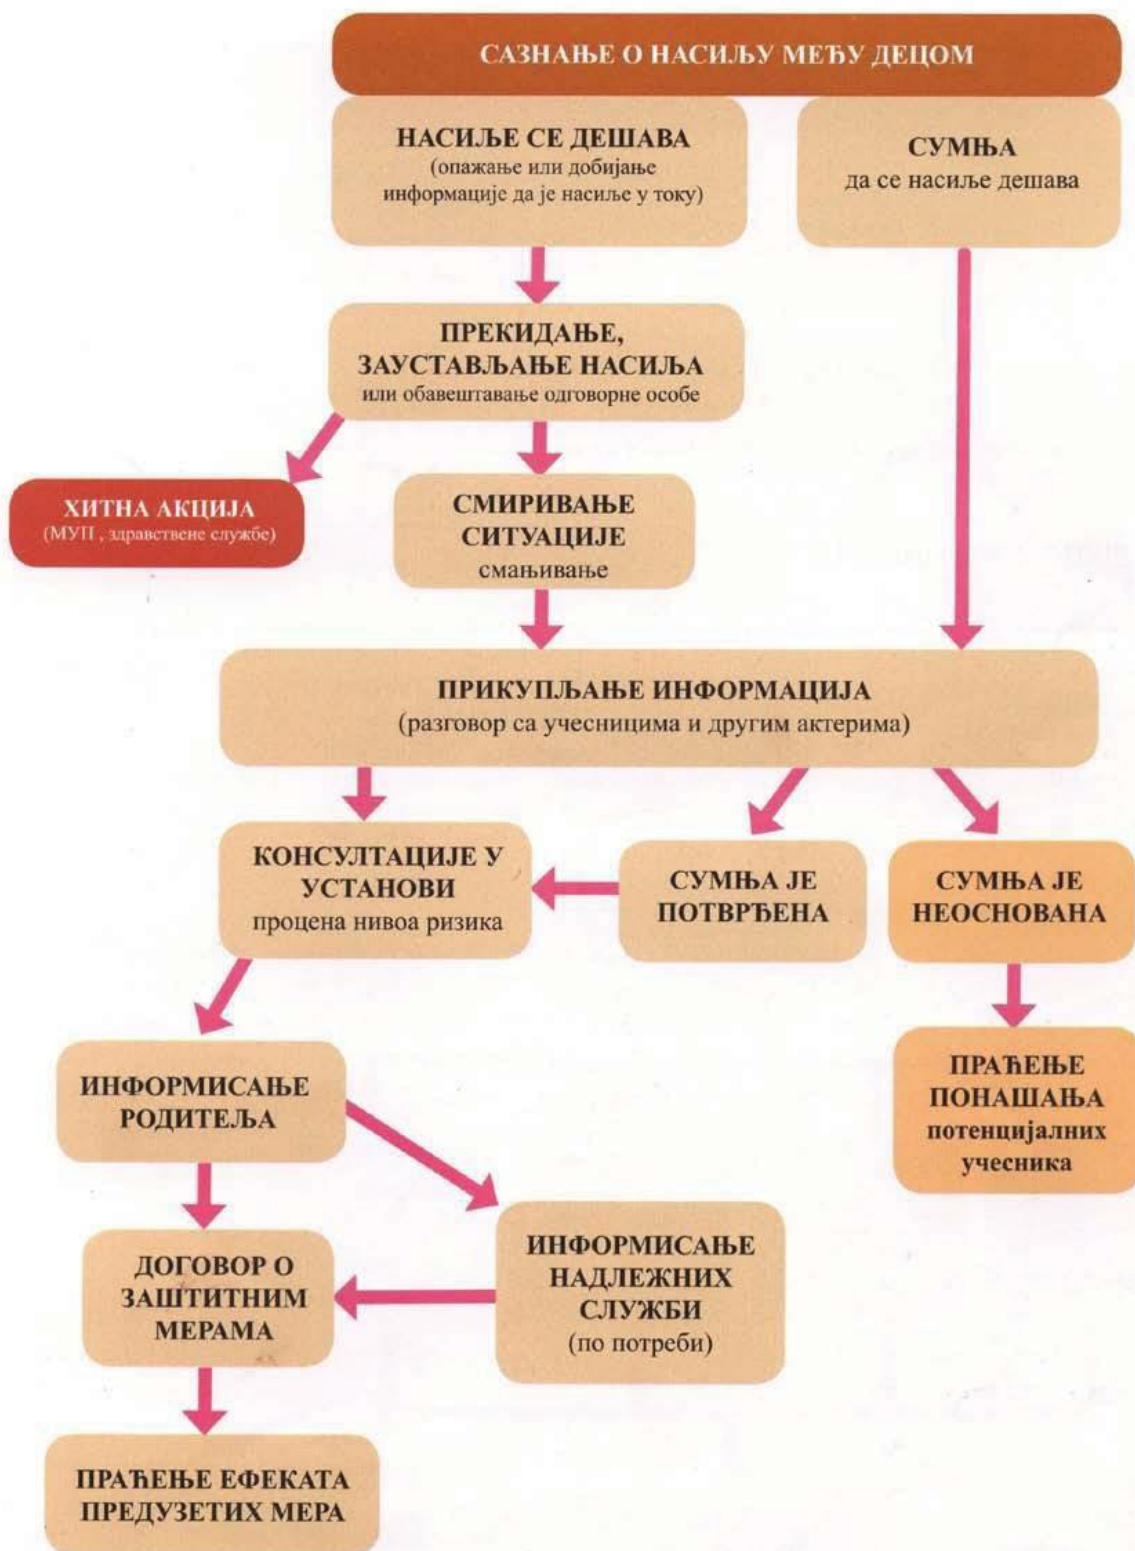 САЗНАЊЕ О НАСИЉУ МЕЂУ ДЕЦОМ
НАСИЉЕ СЕ ДЕШАВА
(опажање или добијање
информације да је насиље у току)
СУМЊА
да се насиље дешава
ПРЕКИДАЊЕ,
ЗАУСТАВЉАЊЕ НАСИЉА
или обавештавање одговорне особе
ХИТНА АКЦИЈА
(МУП , здравствене службе)
СМИРИВАЊЕ
СИТУАЦИЈЕ
смањивање
ПРИКУПЉАЊЕ ИНФОРМАЦИЈА
(разговор са учесницима и другим актерима)
КОНСУЛТАЦИЈЕ У
УСТАНОВИ
процена нивоа ризика
СУМЊА ЈЕ
ПОТВРЂЕНА
СУМЊА ЈЕ
НЕОСНОВАНА
ИНФОРМИСАЊЕ
РОДИТЕЉА
ПРАЋЕЊЕ
ПОНАШАЊА
потенцијалних
учесника
ДОГОВОР О
ЗАШТИТНИМ
МЕРАМА
ИНФОРМИСАЊЕ
НАДЛЕЖНИХ
СЛУЖБИ
(по потреби)
ПРАЋЕЊЕ ЕФЕКАТА
ПРЕДУЗЕТИХ МЕРА